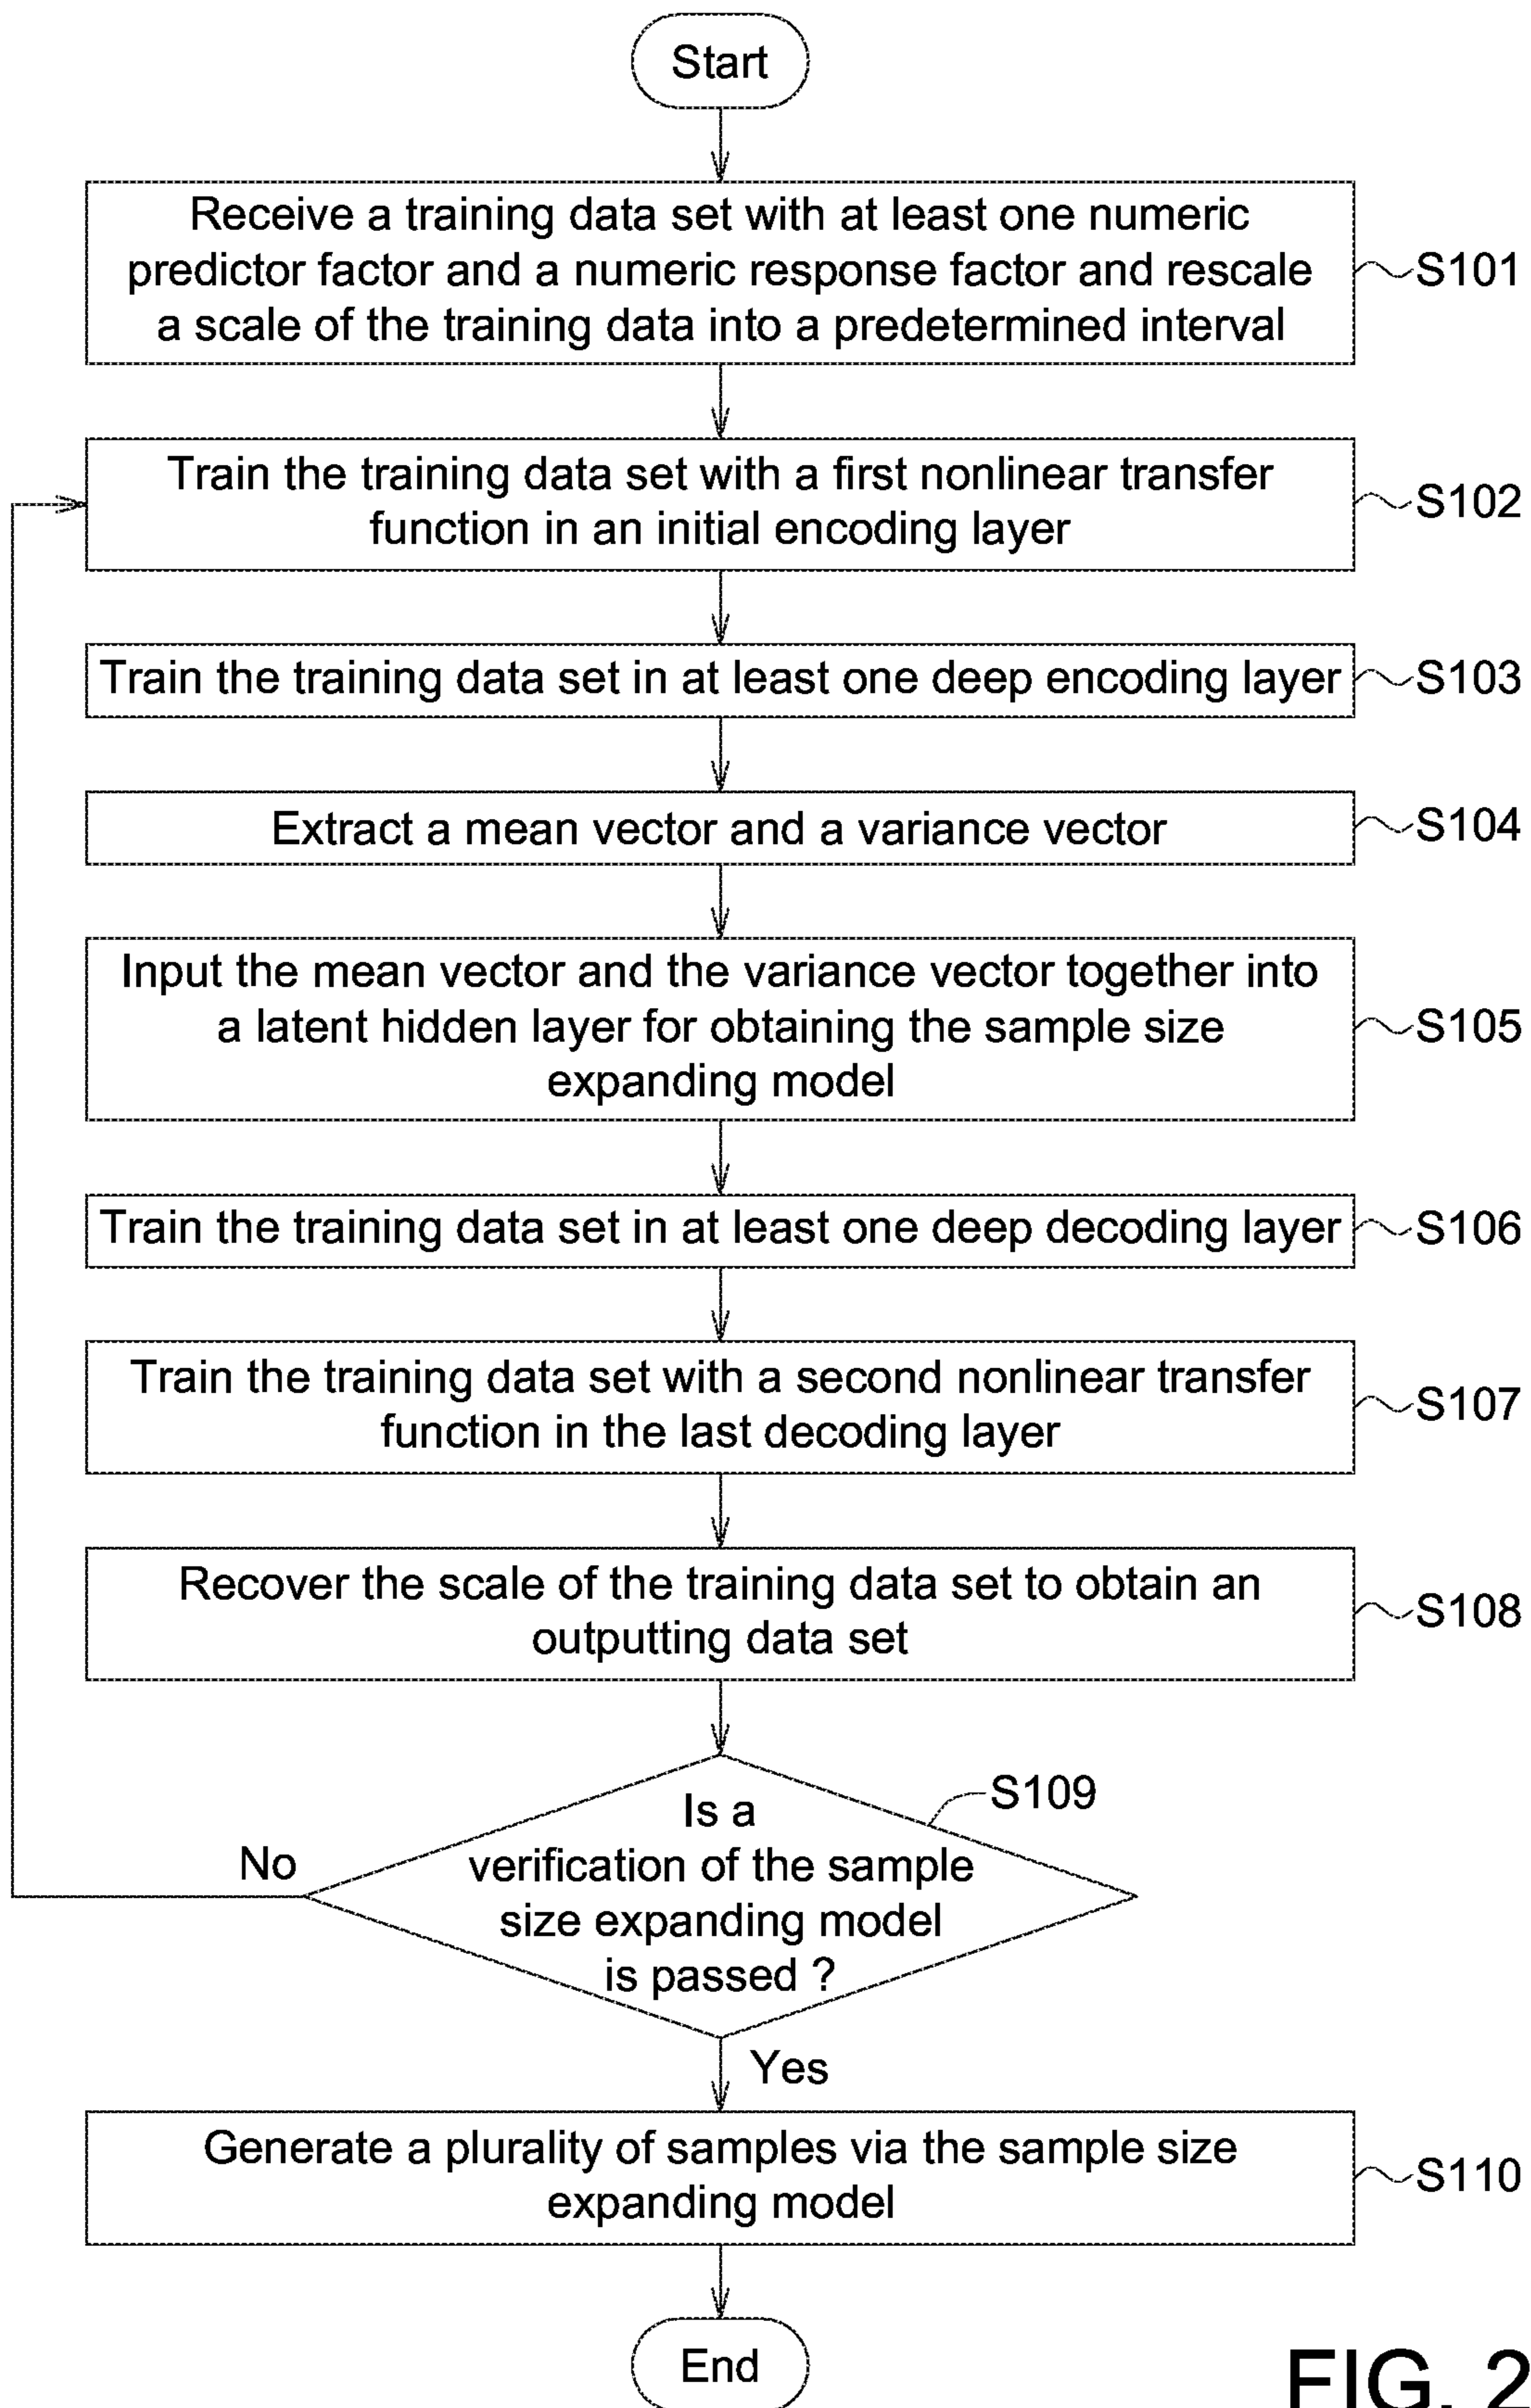 Start
Receive a training data set with at least one numeric
predictor factor and a numeric response factor and rescale
a scale of the training data into a predetermined interval
S101
Train the training data set with a first nonlinear transfer
function in an initial encoding layer
S102
Train the training data set in at least one deep encoding layer
S103
Extract a mean vector and a variance vector
S104
Input the mean vector and the variance vector together into
a latent hidden layer for obtaining the sample size
expanding model
S105
Train the training data set in at least one deep decoding layer
S106
Train the training data set with a second nonlinear transfer
function in the last decoding layer
S107
Recover the scale of the training data set to obtain an
outputting data set
S108
Is a
verification of the sample
size expanding model
is passed ?
S109
No
Yes
Generate a plurality of samples via the sample size
expanding model
S110
End
FIG. 2